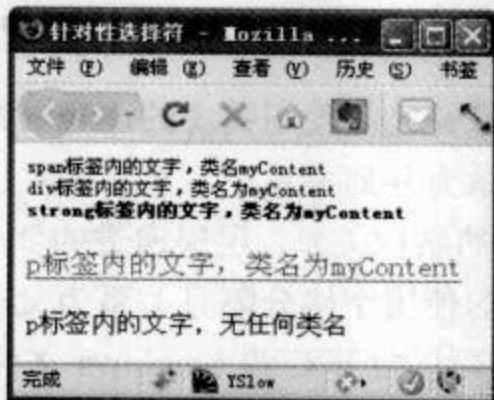 针对性选择符 - Mozilla ...
文件 (F) 编辑 (E) 查看 (V) 历史 (S) 书签
span标签内的文字，类名myContent
div标签内的文字，类名为myContent
strong标签内的文字，类名为myContent
p标签内的文字，类名为myContent
p标签内的文字，无任何类名
完成 YSlow